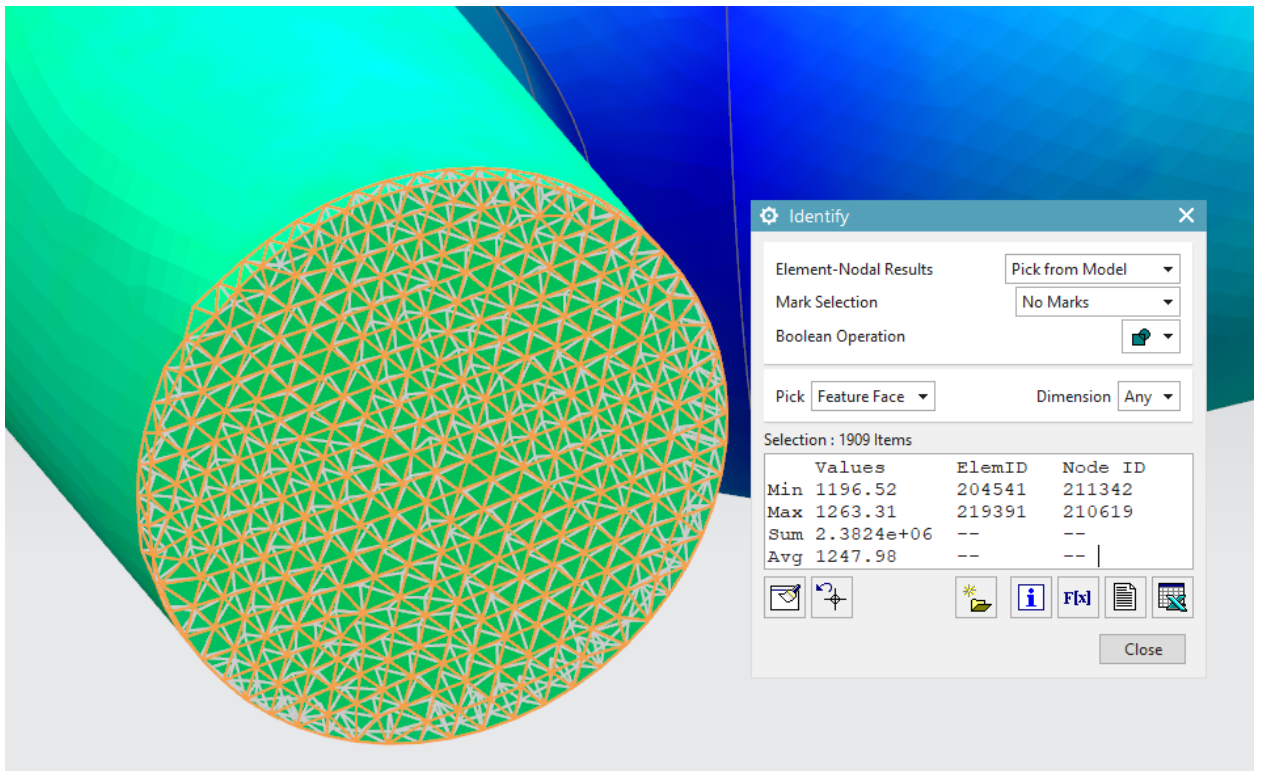 Identify
Element-Nodal Results Pick from Model
Mark Selection No Marks
Boolean Operation
Pick Feature Face Dimension Any
Selection : 1909 Items
Values ElemID Node ID
Min 1196.52 204541 211342
Max 1263.31 219391 210619
Sum 2.3824e+06 -- --
Avg 1247.98 -- --
F[x]
Close